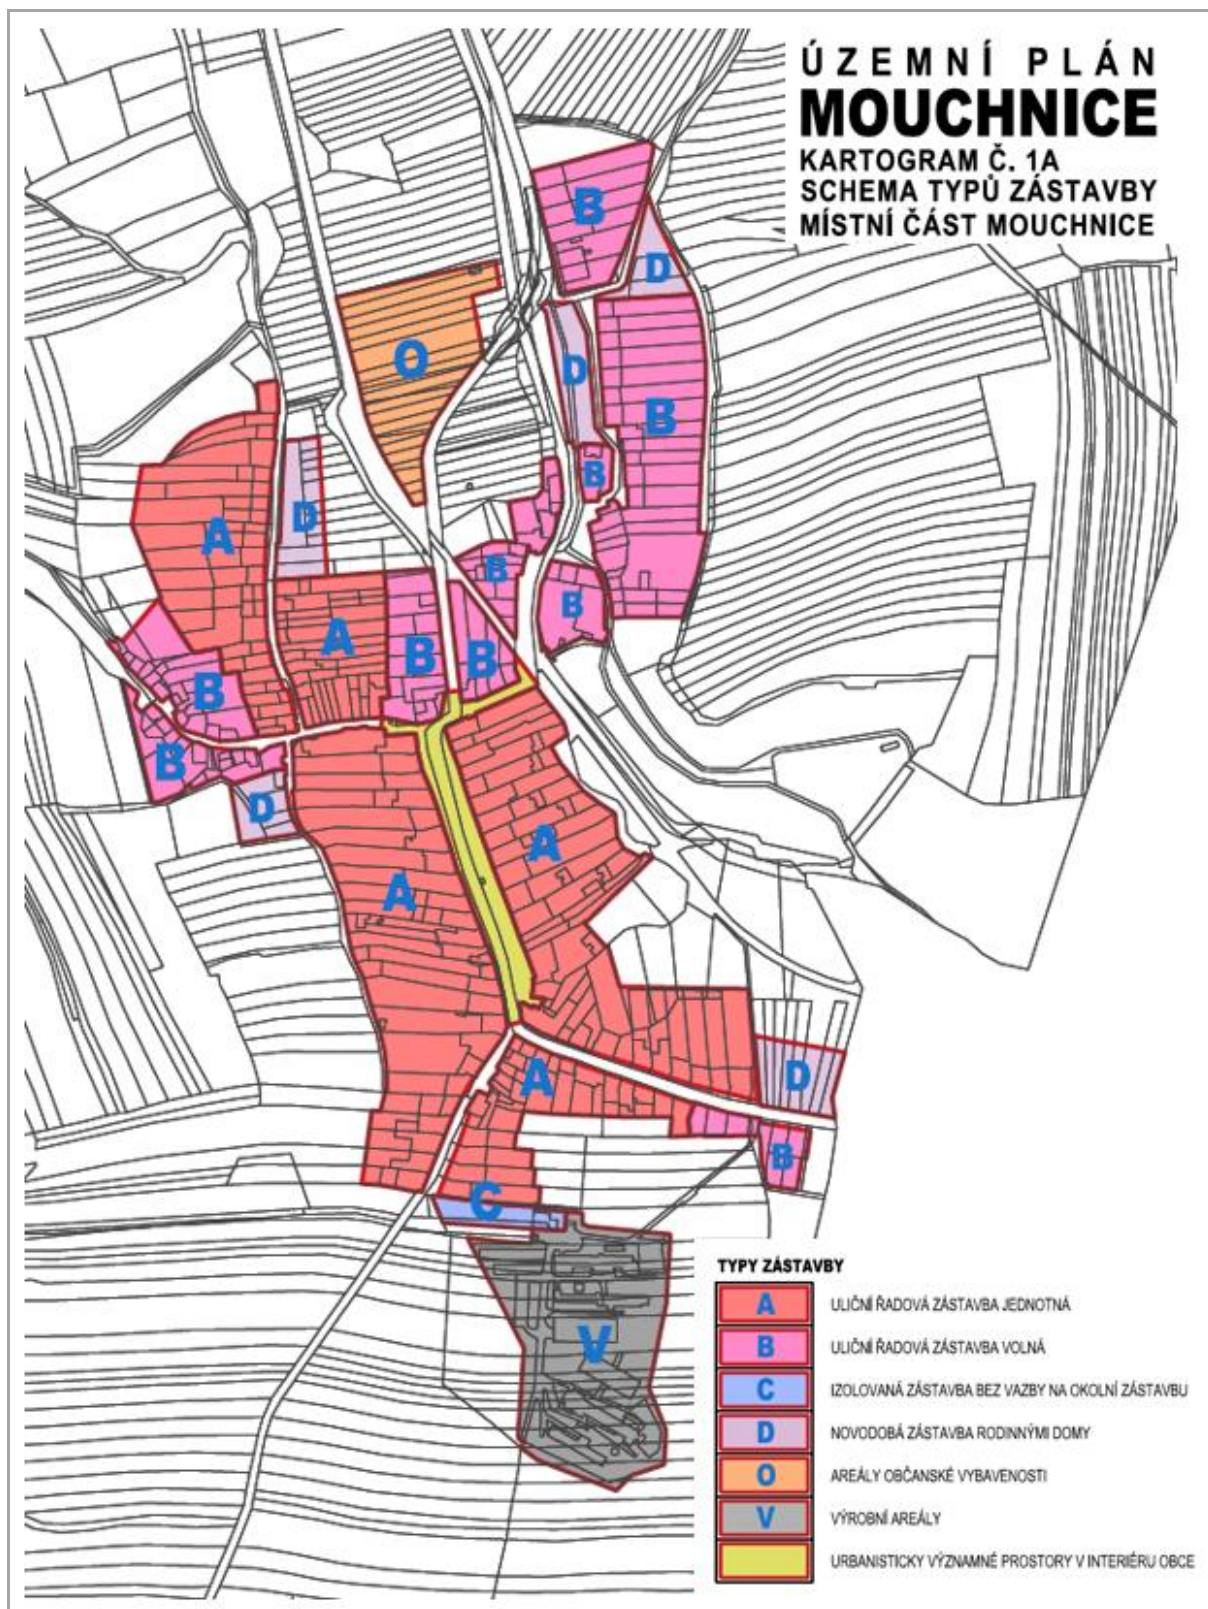 ÚZEMNÍ PLÁN
MOUCHNICE
KARTOGRAM Č. 1A
SCHEMA TYPŮ ZÁSTAVBY
MÍSTNÍ ČÁST MOUCHNICE
B
D
O
D
B
B
A
D
B
B
A
B
B
B
B
D
A
A
A
D
B
C
V
TYPY ZÁSTAVBY
A ULIČNÍ ŘADOVÁ ZÁSTAVBA JEDNOTNÁ
B ULIČNÍ ŘADOVÁ ZÁSTAVBA VOLNÁ
C IZOLOVANÁ ZÁSTAVBA BEZ VAZBY NA OKOLNÍ ZÁSTAVBU
D NOVODOBÁ ZÁSTAVBA RODINNÝMI DOMY
O AREÁLY OBČANSKÉ VYBAVENOSTI
V VÝROBNÍ AREÁLY
URBANISTICKY VÝZNAMNÉ PROSTORY V INTERIÉRU OBCE